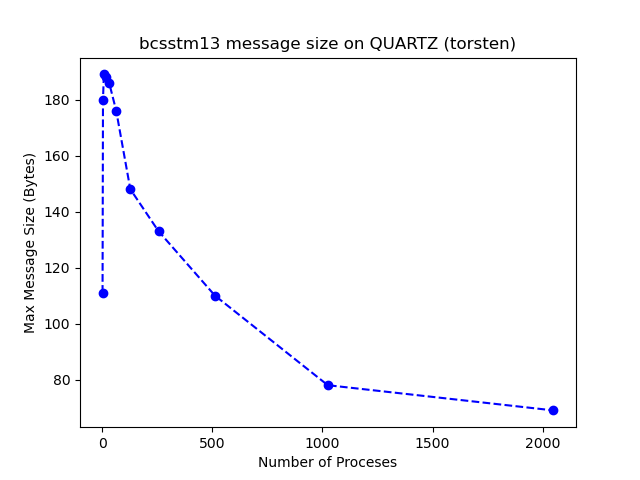 bcsstm13 message size on QUARTZ (torsten)
Max Message Size (Bytes)
180
160
140
120
100
80
0 500 1000 1500 2000
Number of Proceses